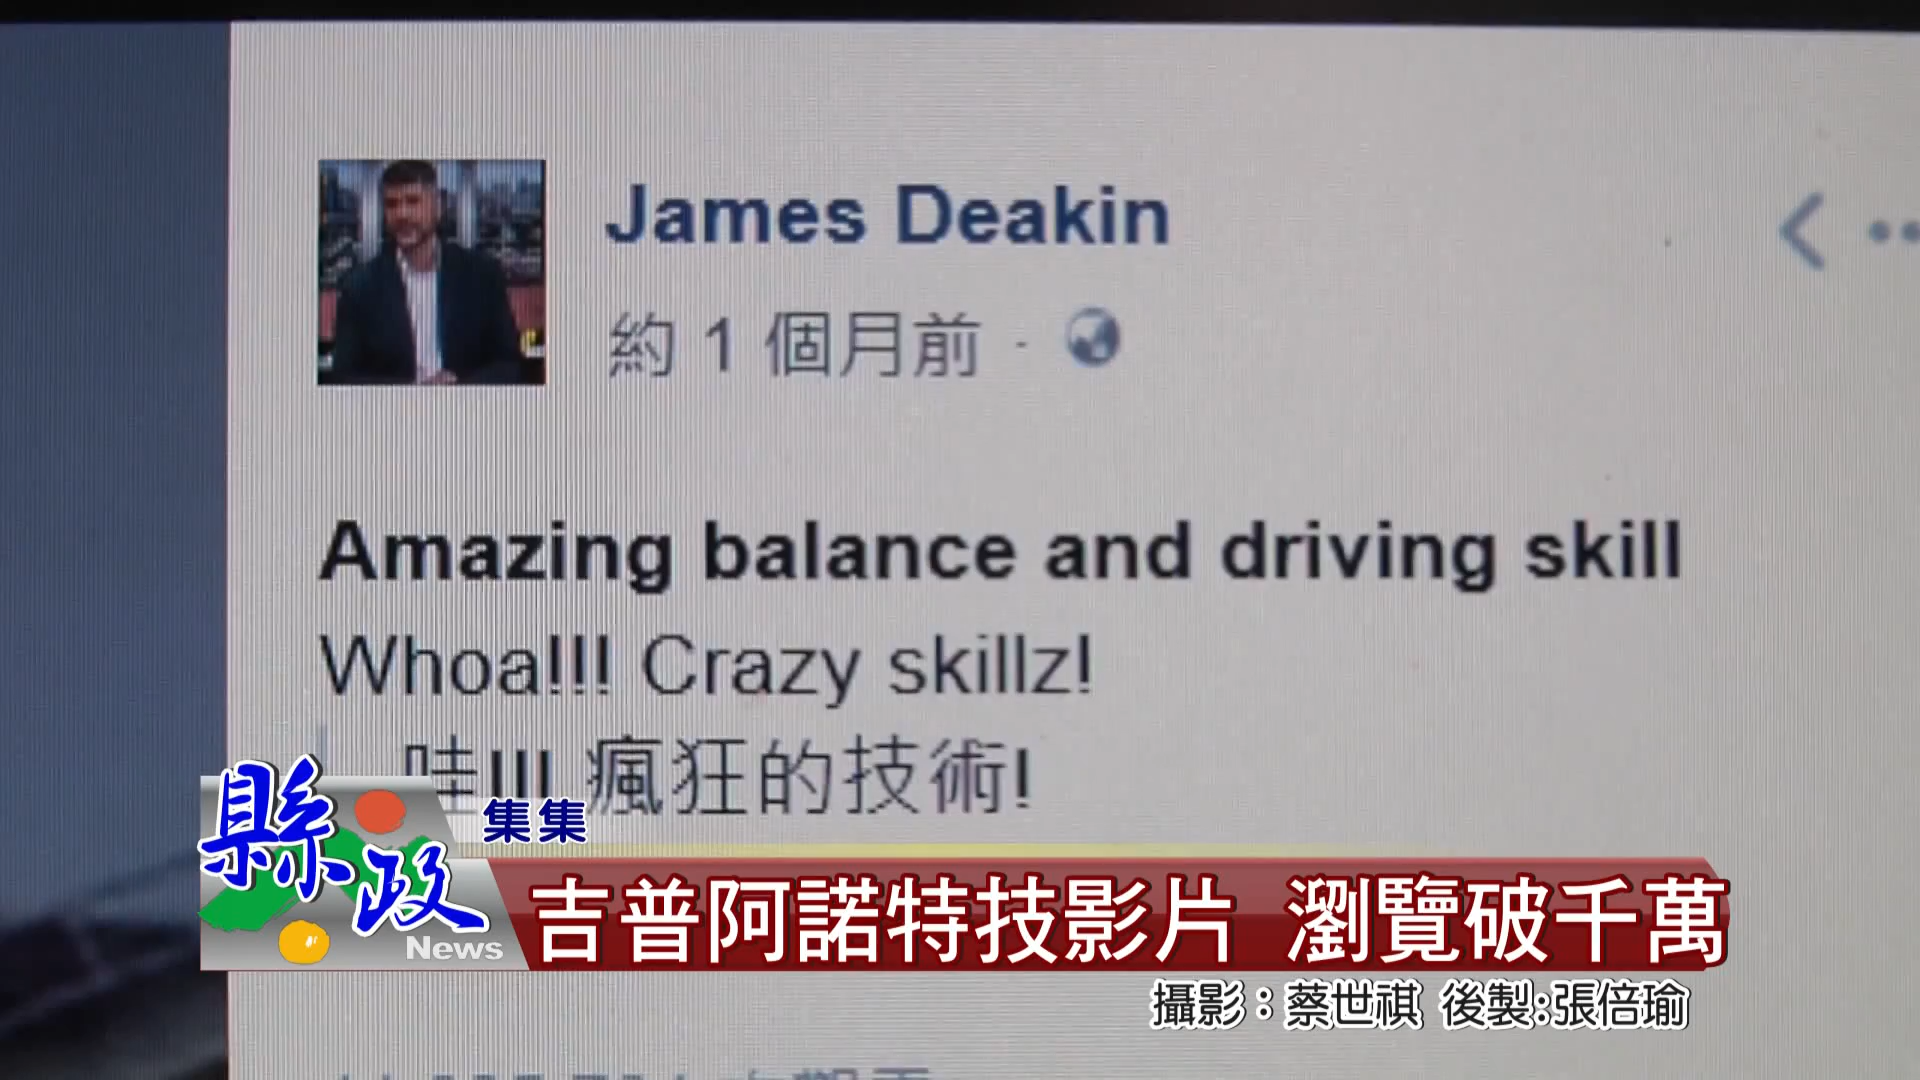 James Deakin
約 1 個月前 ·
Amazing balance and driving skill
Whoa!!! Crazy skillz!
哇!!! 瘋狂的技術!
縣政
News
集集
吉普阿諾特技影片 瀏覽破千萬
攝影：蔡世祺 後製:張倍瑜